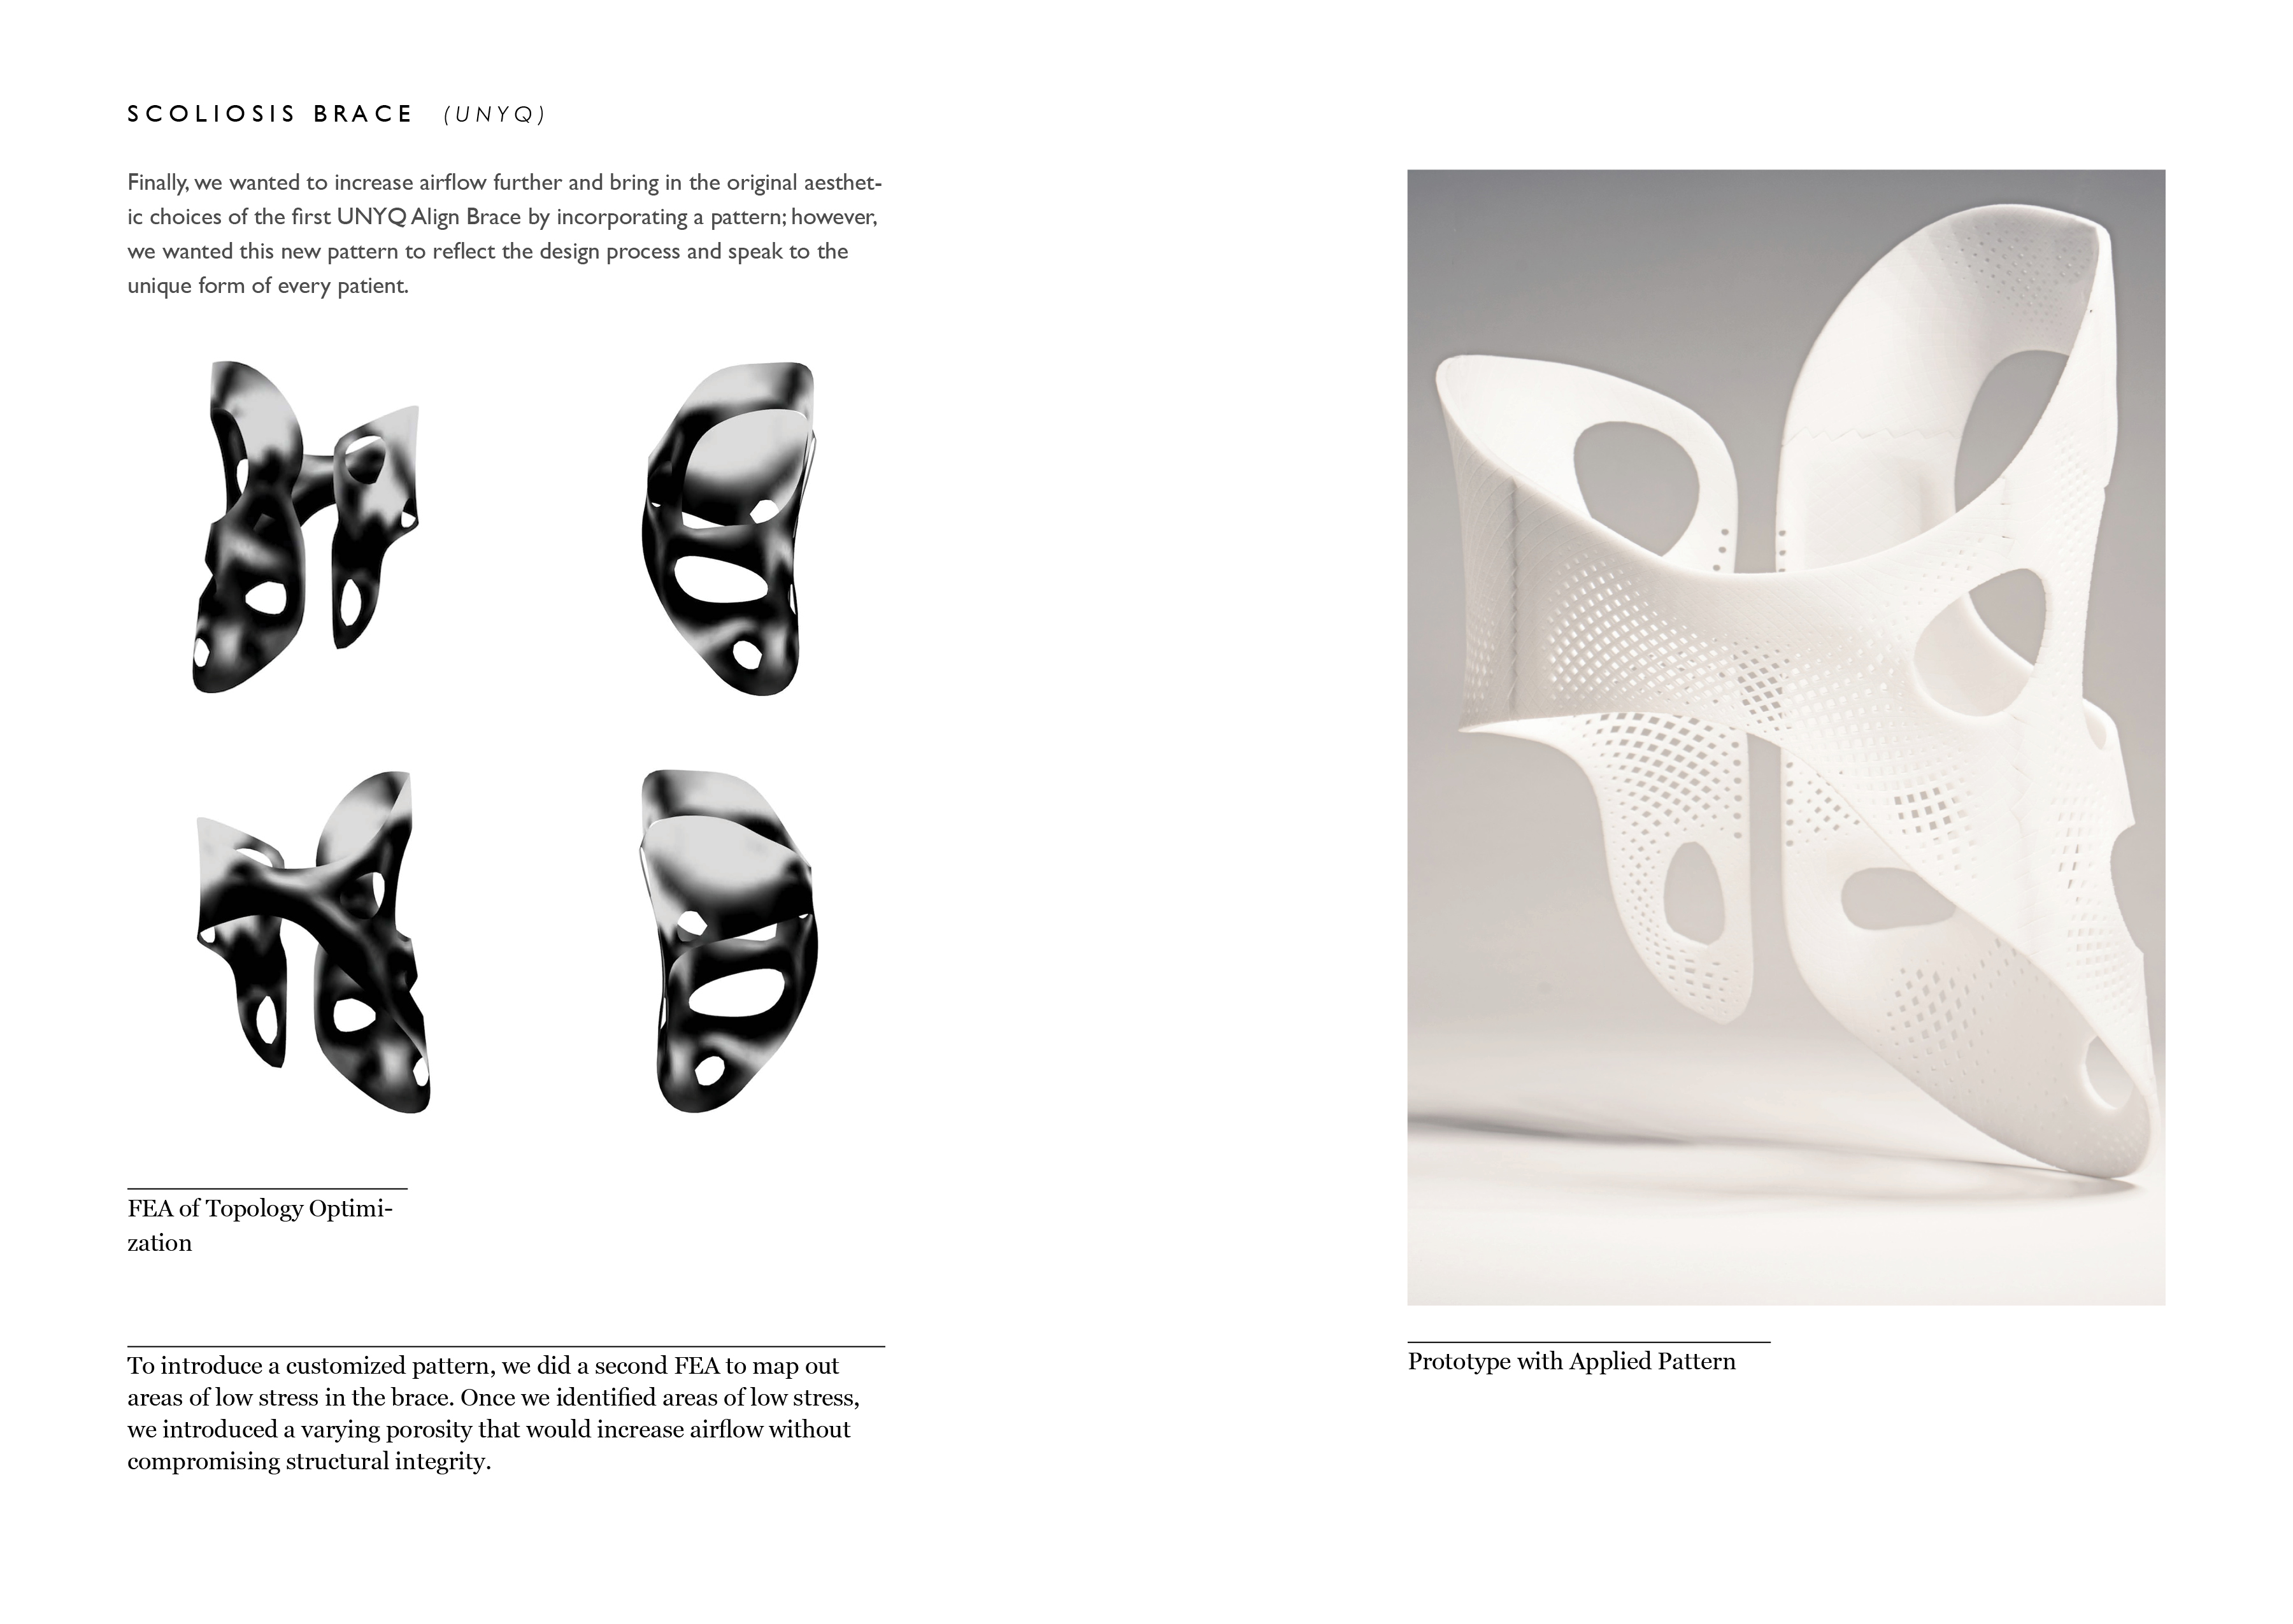 SCOLIOSIS BRACE (UNYQ)
Finally, we wanted to increase airflow further and bring in the original aesthet-
ic choices of the first UNYQ Align Brace by incorporating a pattern; however,
we wanted this new pattern to reflect the design process and speak to the
unique form of every patient.
FEA of Topology Optimi-
zation
To introduce a customized pattern, we did a second FEA to map out
areas of low stress in the brace. Once we identified areas of low stress,
we introduced a varying porosity that would increase airflow without
compromising structural integrity.
Prototype with Applied Pattern